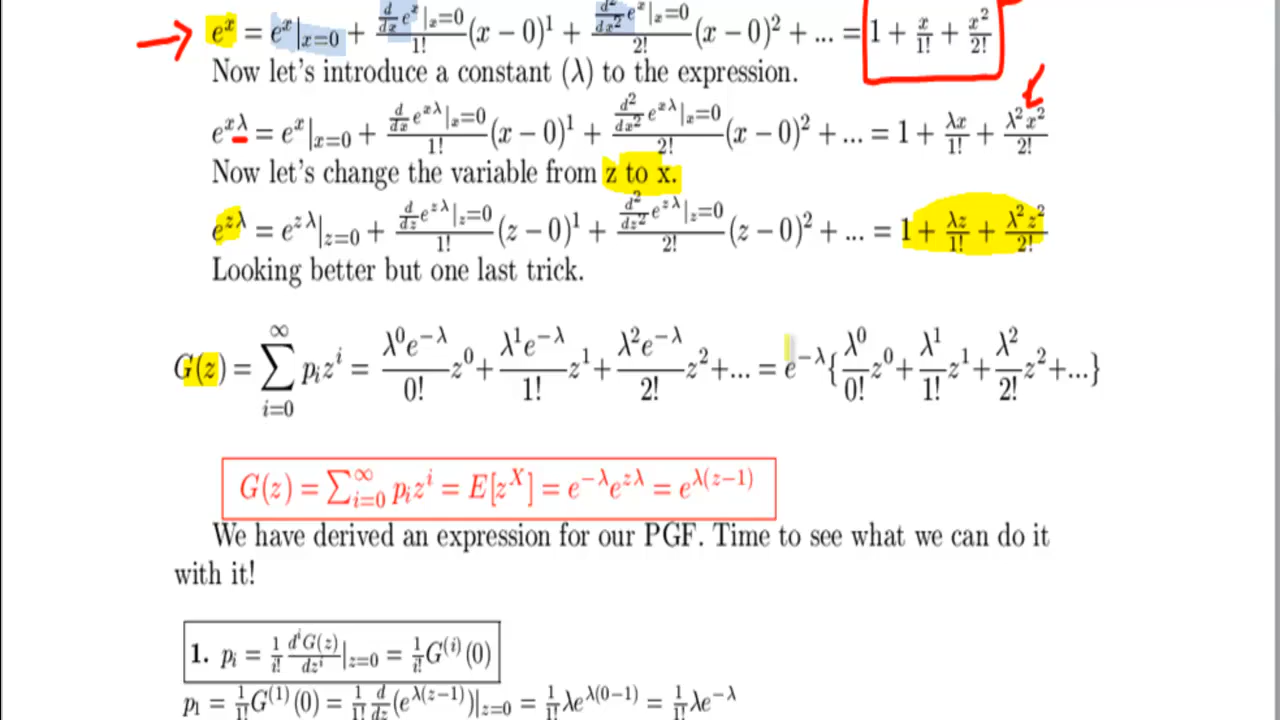 e^x = e^x|_{x=0} + \frac{\frac{d}{dx}e^x|_{x=0}}{1!}(x − 0)^1 + \frac{\frac{d^2}{dx^2}e^x|_{x=0}}{2!}(x − 0)^2 + ... = 1 + \frac{x}{1!} + \frac{x^2}{2!}
Now let's introduce a constant (λ) to the expression.
e^{xλ} = e^x|_{x=0} + \frac{\frac{d}{dx}e^{xλ}|_{x=0}}{1!}(x − 0)^1 + \frac{\frac{d^2}{dx^2}e^{xλ}|_{x=0}}{2!}(x − 0)^2 + ... = 1 + \frac{λx}{1!} + \frac{λ^2x^2}{2!}
Now let's change the variable from z to x.
e^{zλ} = e^{zλ}|_{z=0} + \frac{\frac{d}{dz}e^{zλ}|_{z=0}}{1!}(z − 0)^1 + \frac{\frac{d^2}{dz^2}e^{zλ}|_{z=0}}{2!}(z − 0)^2 + ... = 1 + \frac{λz}{1!} + \frac{λ^2z^2}{2!}
Looking better but one last trick.
G(z) = \sum_{i=0}^{∞} p_i z^i = \frac{λ^0e^{−λ}}{0!}z^0 + \frac{λ^1e^{−λ}}{1!}z^1 + \frac{λ^2e^{−λ}}{2!}z^2 + ... = e^{−λ}{\frac{λ^0}{0!}z^0 + \frac{λ^1}{1!}z^1 + \frac{λ^2}{2!}z^2 + ...}
G(z) = \sum_{i=0}^{∞} p_i z^i = E[z^X] = e^{−λ}e^{zλ} = e^{λ(z−1)}
We have derived an expression for our PGF. Time to see what we can do it
with it!
1. p_i = \frac{1}{i!}\frac{d^iG(z)}{dz^i}|_{z=0} = \frac{1}{i!}G^{(i)}(0)
p_1 = \frac{1}{1!}G^{(1)}(0) = \frac{1}{1!}\frac{d}{dz}(e^{λ(z−1)})|_{z=0} = \frac{1}{1!}λe^{λ(0−1)} = \frac{1}{1!}λe^{−λ}